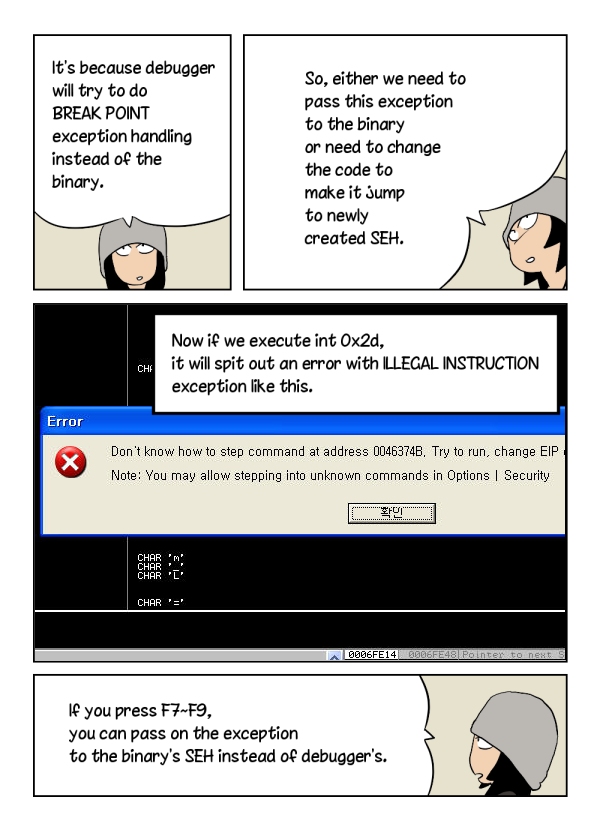 It's because debugger
will try to do
BREAK POINT
exception handling
instead of the
binary.
So, either we need to
pass this exception
to the binary
or need to change
the code to
make it jump
to newly
created SEH.
Now if we execute int 0x2d,
it will spit out an error with ILLEGAL INSTRUCTION
exception like this.
Error
Don't know how to step command at address 0046374B, Try to run, change EIP
Note: You may allow stepping into unknown commands in Options | Security
확인
CHAR 'm'
CHAR '_'
CHAR 'L'
CHAR '='
0006FE14 0006FE48 Pointer to next
If you press F7~F9,
you can pass on the exception
to the binary's SEH instead of debugger's.